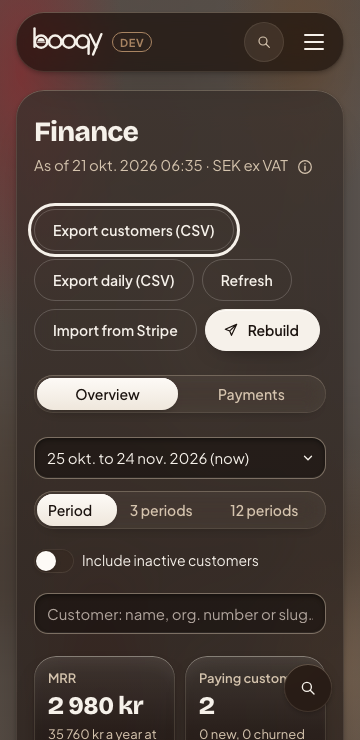 booqy DEV
Finance
As of 21 okt. 2026 06:35 · SEK ex VAT
Export customers (CSV)
Export daily (CSV) Refresh
Import from Stripe Rebuild
Overview Payments
25 okt. to 24 nov. 2026 (now)
Period 3 periods 12 periods
Include inactive customers
Customer: name, org. number or slug..
MRR
2 980 kr
35 760 kr a year at
Paying custom
2
0 new, 0 churned